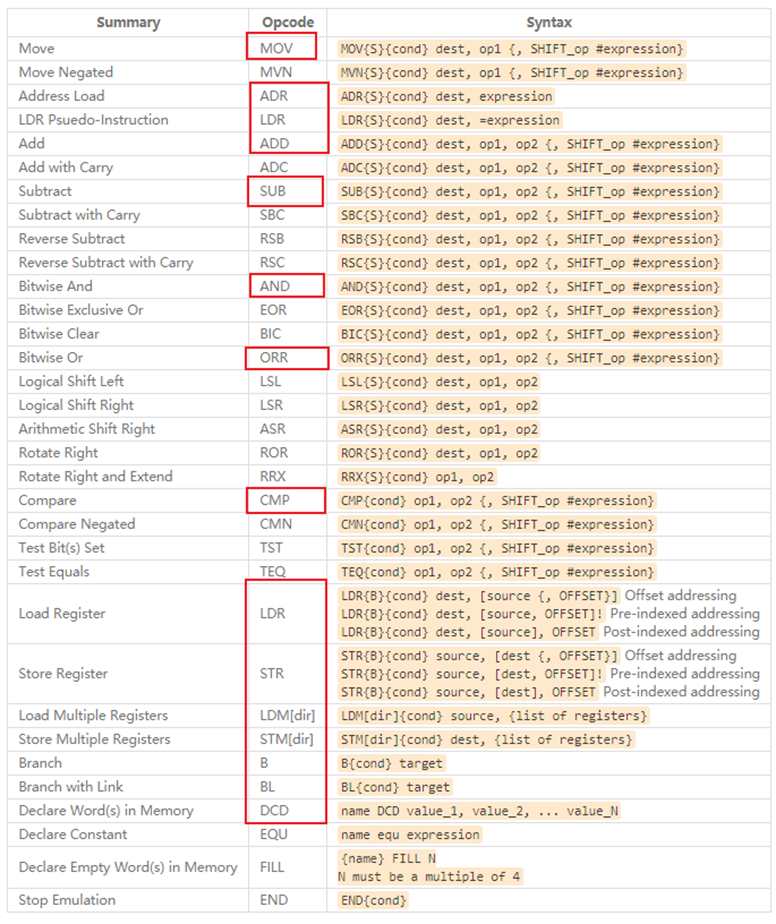 Summary Opcode Syntax
Move MOV MOV{S}{cond} dest, op1 {, SHIFT_op #expression}
Move Negated MVN MVN{S}{cond} dest, op1 {, SHIFT_op #expression}
Address Load ADR ADR{S}{cond} dest, expression
LDR Psuedo-Instruction LDR LDR{S}{cond} dest, =expression
Add ADD ADD{S}{cond} dest, op1, op2 {, SHIFT_op #expression}
Add with Carry ADC ADC{S}{cond} dest, op1, op2 {, SHIFT_op #expression}
Subtract SUB SUB{S}{cond} dest, op1, op2 {, SHIFT_op #expression}
Subtract with Carry SBC SBC{S}{cond} dest, op1, op2 {, SHIFT_op #expression}
Reverse Subtract RSB RSB{S}{cond} dest, op1, op2 {, SHIFT_op #expression}
Reverse Subtract with Carry RSC RSC{S}{cond} dest, op1, op2 {, SHIFT_op #expression}
Bitwise And AND AND{S}{cond} dest, op1, op2 {, SHIFT_op #expression}
Bitwise Exclusive Or EOR EOR{S}{cond} dest, op1, op2 {, SHIFT_op #expression}
Bitwise Clear BIC BIC{S}{cond} dest, op1, op2 {, SHIFT_op #expression}
Bitwise Or ORR ORR{S}{cond} dest, op1, op2 {, SHIFT_op #expression}
Logical Shift Left LSL LSL{S}{cond} dest, op1, op2
Logical Shift Right LSR LSR{S}{cond} dest, op1, op2
Arithmetic Shift Right ASR ASR{S}{cond} dest, op1, op2
Rotate Right ROR ROR{S}{cond} dest, op1, op2
Rotate Right and Extend RRX RRX{S}{cond} op1, op2
Compare CMP CMP{cond} op1, op2 {, SHIFT_op #expression}
Compare Negated CMN CMN{cond} op1, op2 {, SHIFT_op #expression}
Test Bit(s) Set TST TST{cond} op1, op2 {, SHIFT_op #expression}
Test Equals TEQ TEQ{cond} op1, op2 {, SHIFT_op #expression}
LDR{B}{cond} dest, [source {, OFFSET}] Offset addressing
Load Register LDR LDR{B}{cond} dest, [source, OFFSET]! Pre-indexed addressing
LDR{B}{cond} dest, [source], OFFSET Post-indexed addressing
STR{B}{cond} source, [dest {, OFFSET}] Offset addressing
Store Register STR STR{B}{cond} source, [dest, OFFSET]! Pre-indexed addressing
STR{B}{cond} source, [dest], OFFSET Post-indexed addressing
Load Multiple Registers LDM[dir] LDM[dir]{cond} source, {list of registers}
Store Multiple Registers STM[dir] STM[dir]{cond} dest, {list of registers}
Branch B B{cond} target
Branch with Link BL BL{cond} target
Declare Word(s) in Memory DCD name DCD value_1, value_2, ... value_N
Declare Constant EQU name equ expression
Declare Empty Word(s) in Memory FILL {name} FILL N
N must be a multiple of 4
Stop Emulation END END{cond}